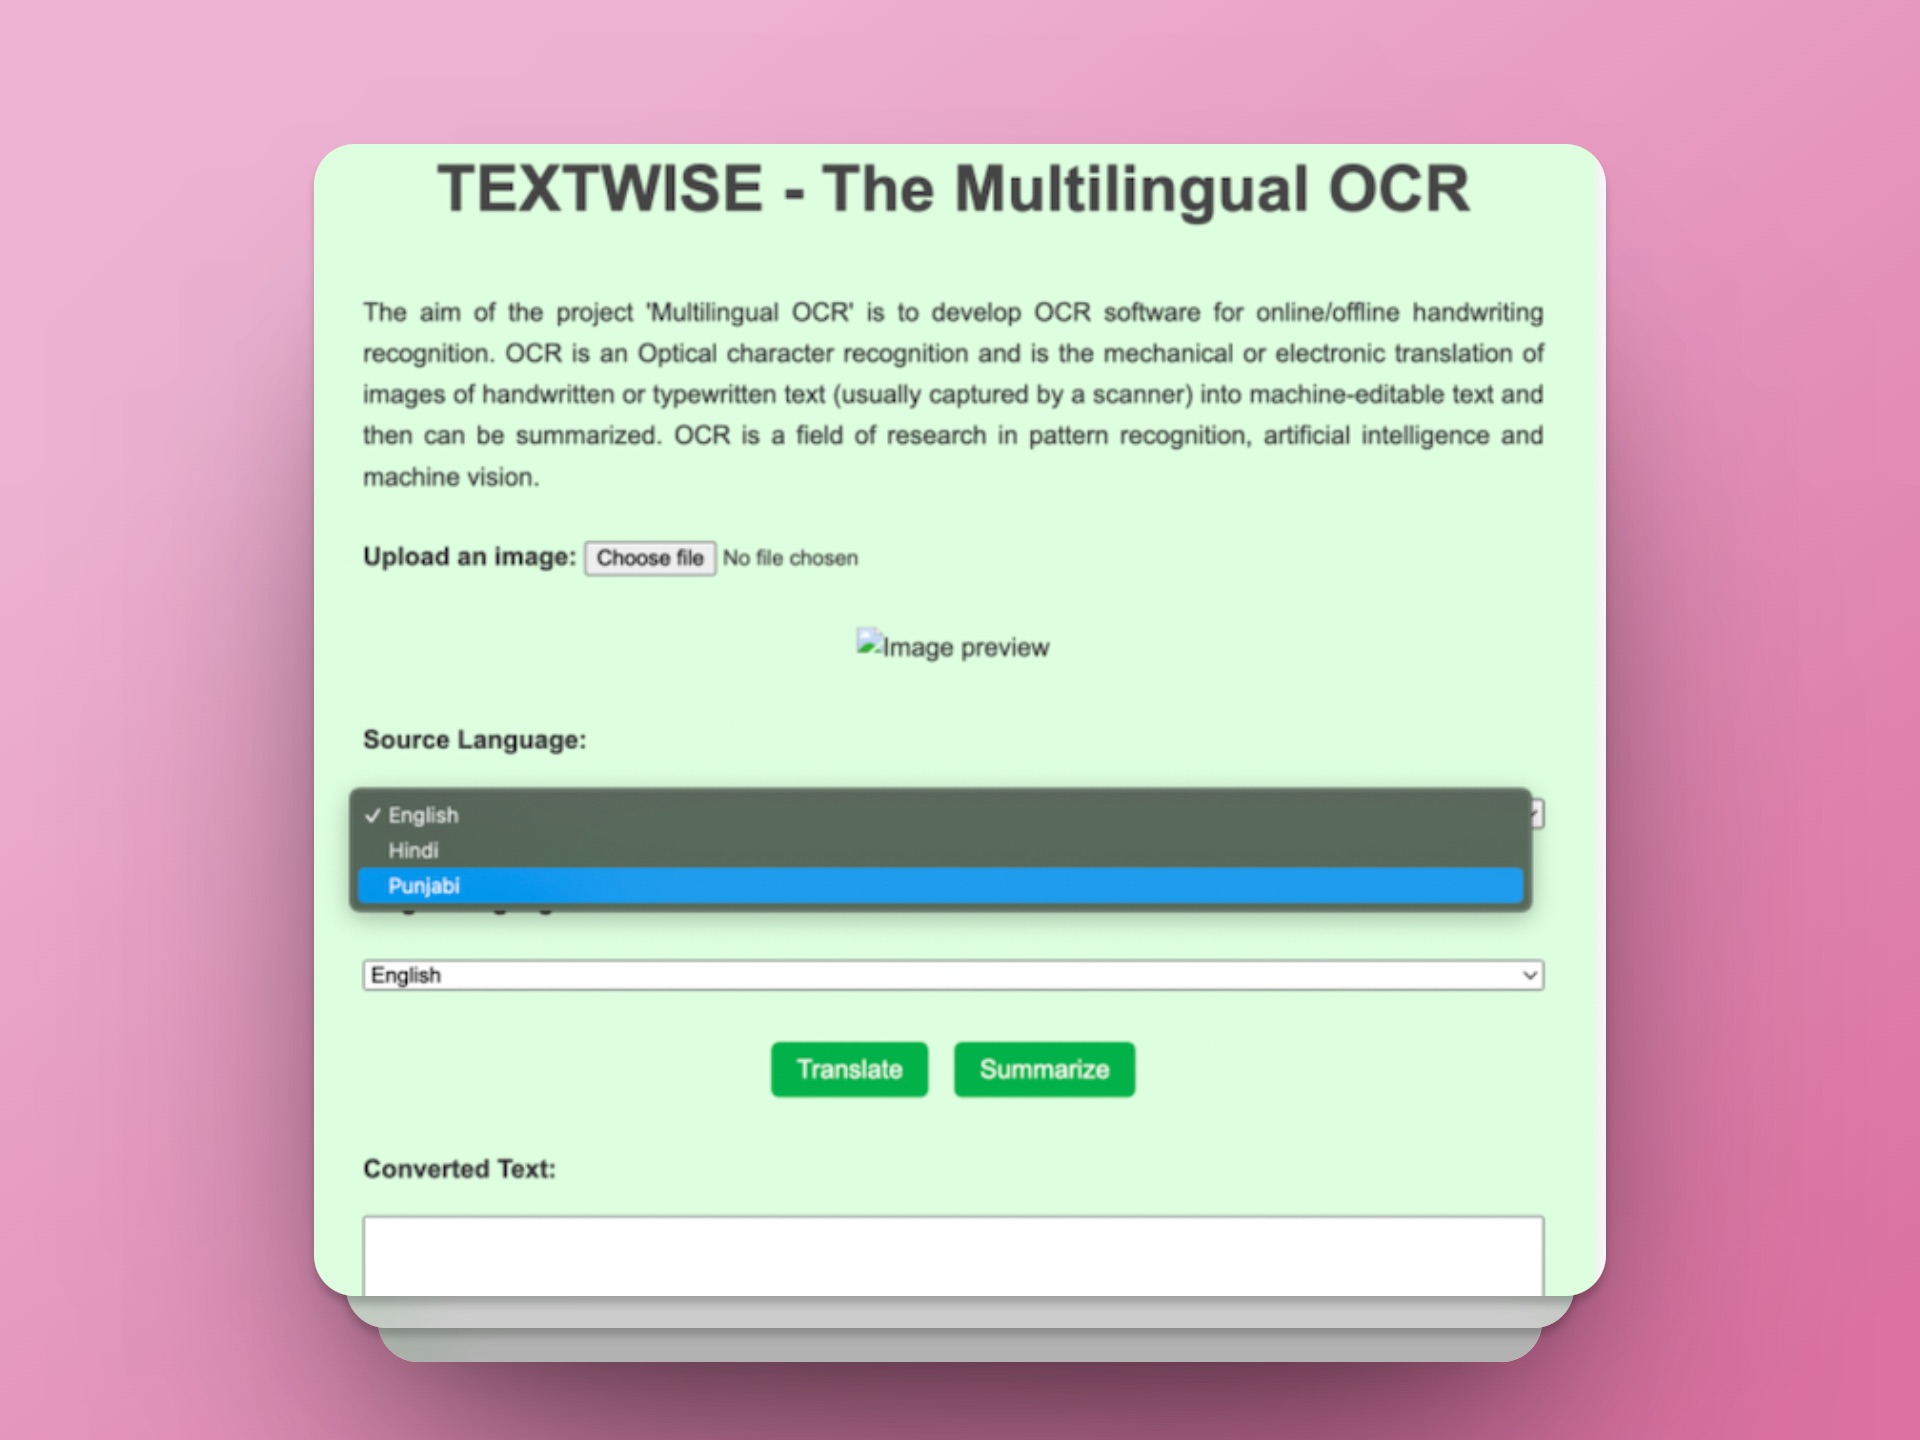 TEXTWISE - The Multilingual OCR
The aim of the project 'Multilingual OCR' is to develop OCR software for online/offline handwriting
recognition. OCR is an Optical character recognition and is the mechanical or electronic translation of
images of handwritten or typewritten text (usually captured by a scanner) into machine-editable text and
then can be summarized. OCR is a field of research in pattern recognition, artificial intelligence and
machine vision.
Upload an image: Choose file No file chosen
Image preview
Source Language:
✓ English
Hindi
Punjabi
English
Translate Summarize
Converted Text: